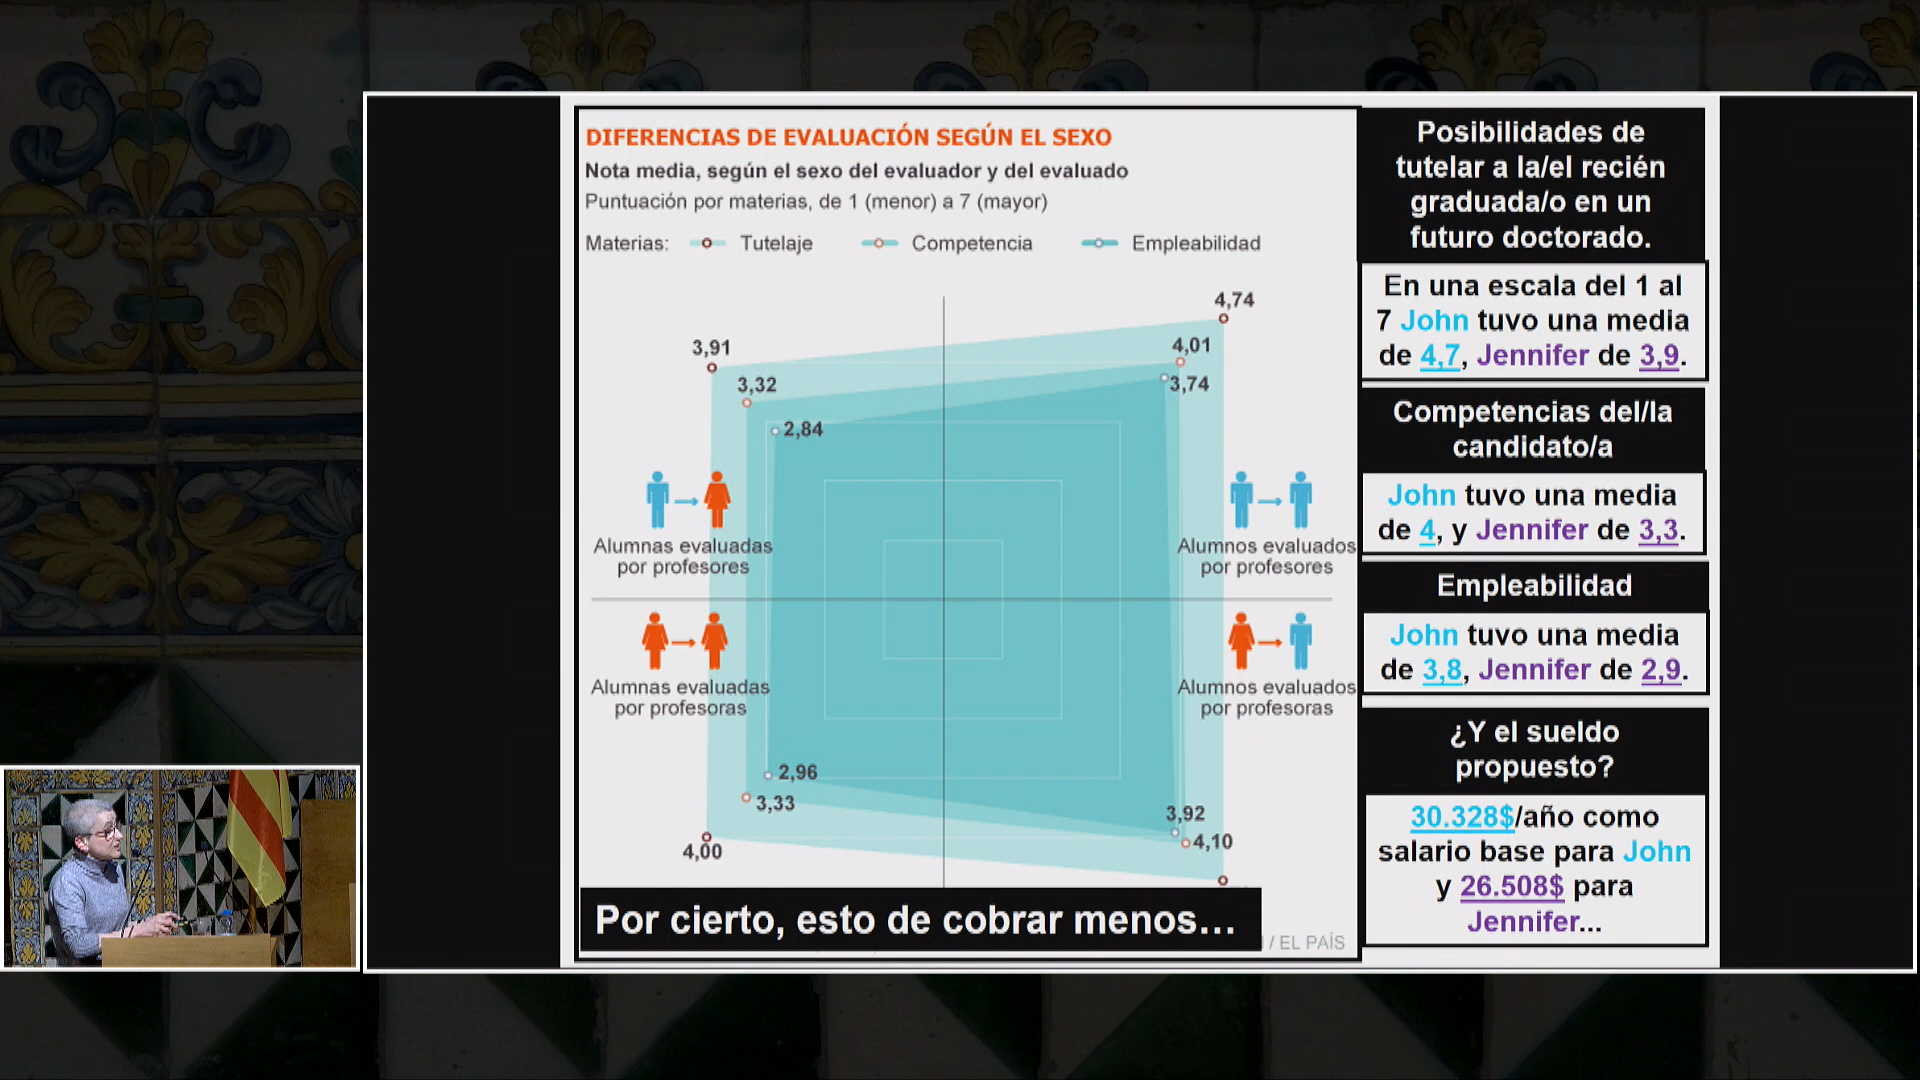 DIFERENCIAS DE EVALUACIÓN SEGÚN EL SEXO
Nota media, según el sexo del evaluador y del evaluado
Puntuación por materias, de 1 (menor) a 7 (mayor)
Materias: Tutelaje Competencia Empleabilidad
4,74
3,91
4,01
3,32
3,74
2,84
Alumnas evaluadas
por profesores
Alumnos evaluados
por profesores
Alumnas evaluadas
por profesoras
Alumnos evaluados
por profesoras
2,96
3,33
4,00
3,92
4,10
Por cierto, esto de cobrar menos...
/ EL PAÍS
Posibilidades de
tutelar a la/el recién
graduada/o en un
futuro doctorado.
En una escala del 1 al
7 John tuvo una media
de 4,7, Jennifer de 3,9.
Competencias del/la
candidato/a
John tuvo una media
de 4, y Jennifer de 3,3.
Empleabilidad
John tuvo una media
de 3,8, Jennifer de 2,9.
¿Y el sueldo
propuesto?
30.328$/año como
salario base para John
y 26.508$ para
Jennifer...